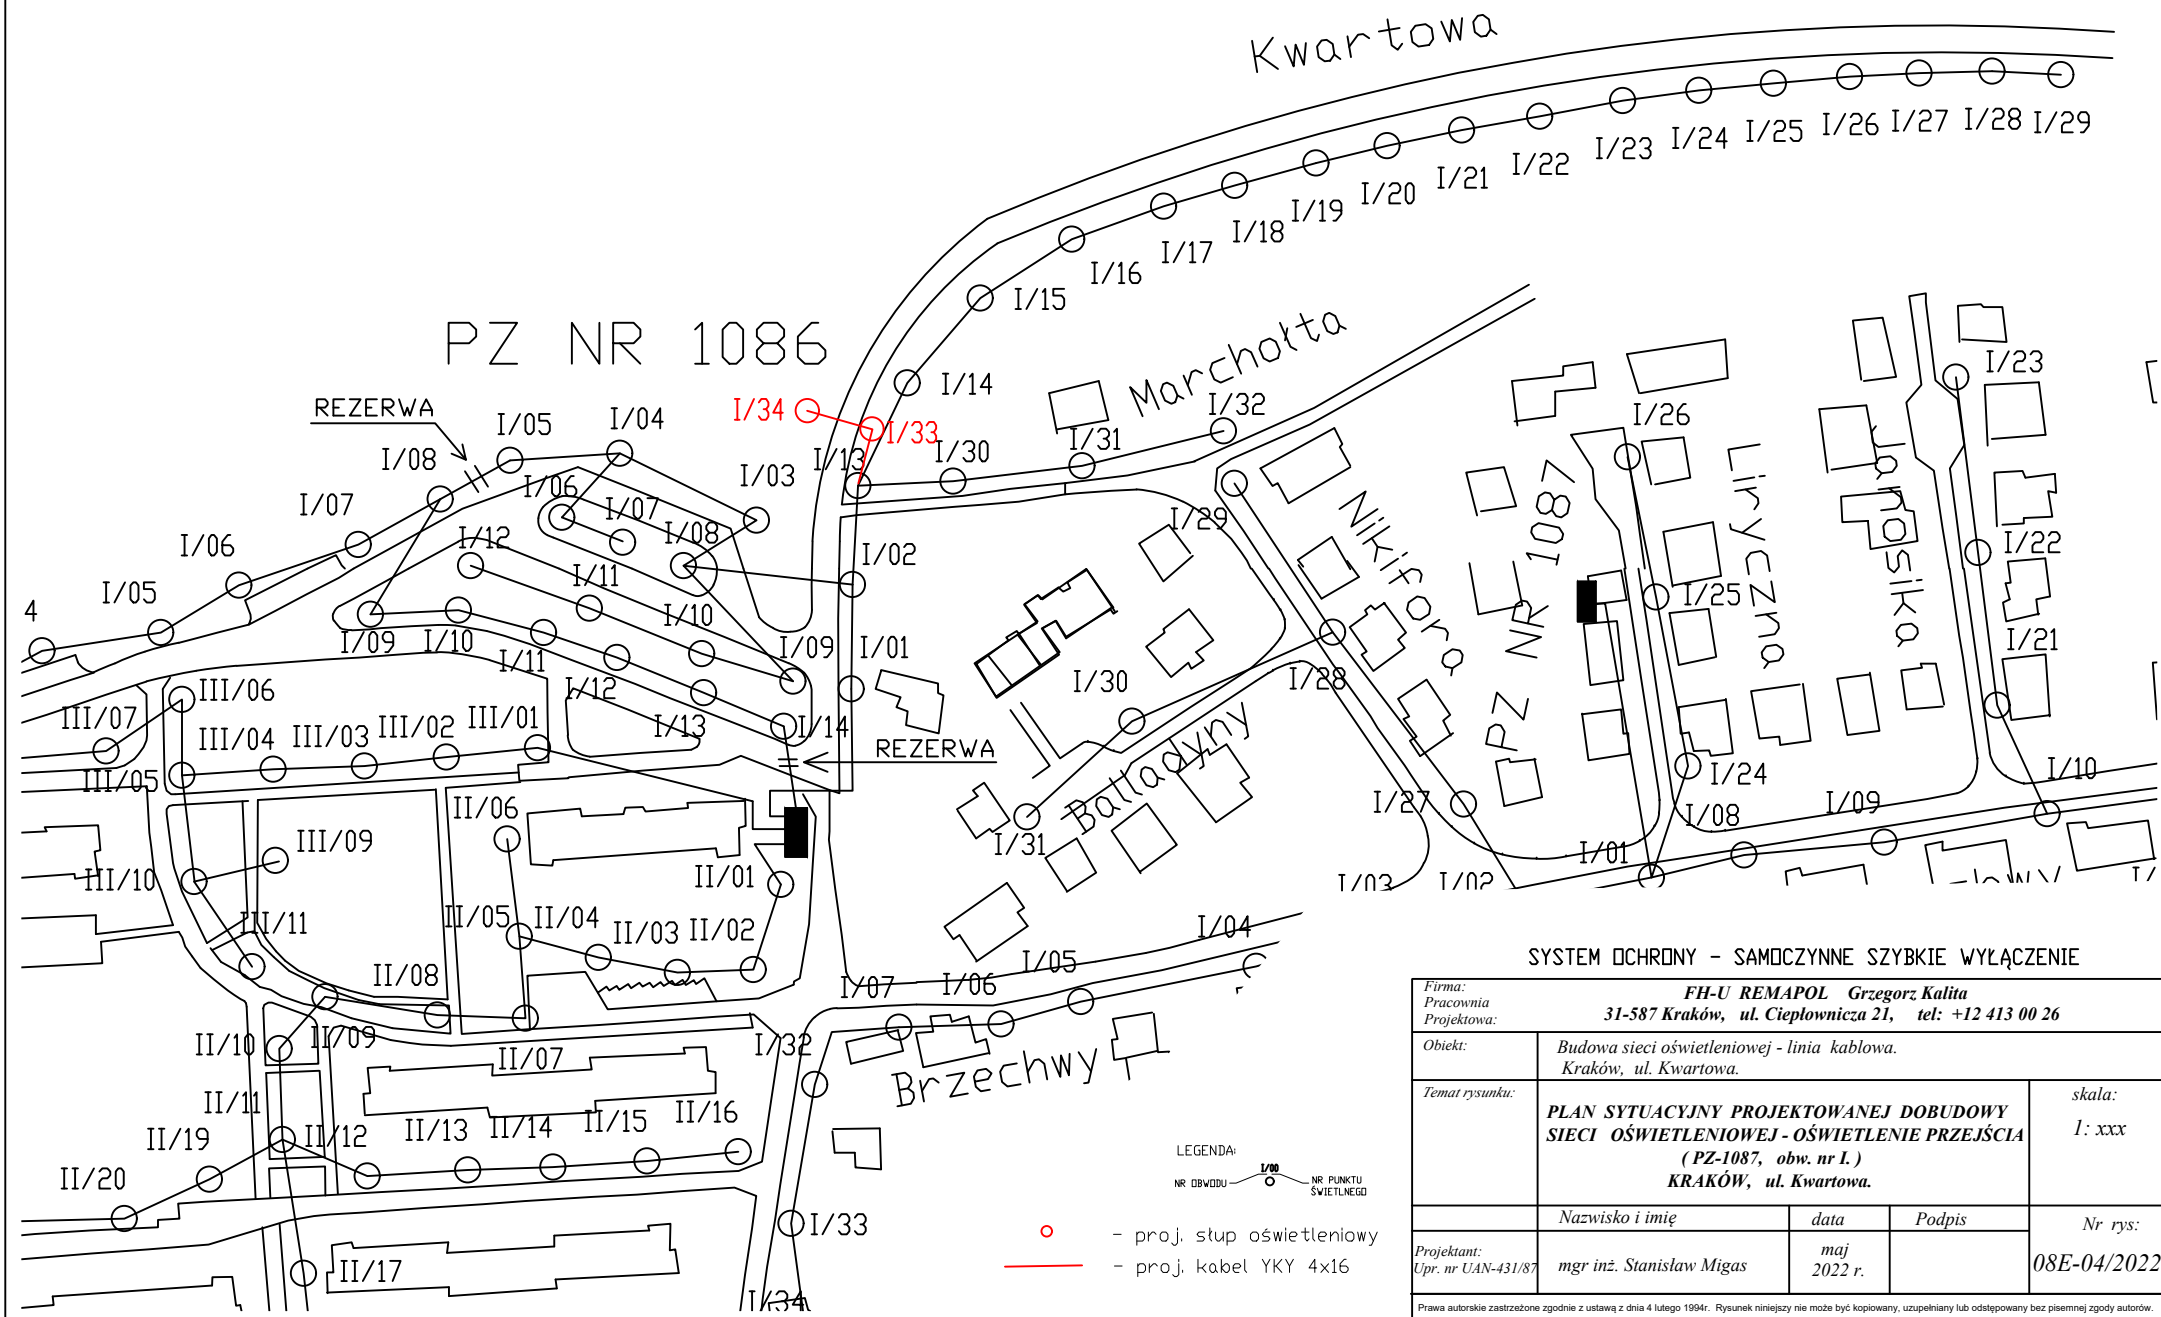 Kwartowa
I/29
I/28
I/27
I/26
I/25
I/24
I/23
I/22
I/21
I/20
I/19
I/18
I/17
I/16
I/15
I/14
PZ NR 1086
Marchołta
REZERWA
I/34
I/33
I/13
I/30
I/31
I/32
I/05
I/04
I/03
I/08
I/07
I/06
I/05
4
I/06
I/07
I/08
I/12
I/11
I/10
I/09
I/02
I/01
I/09
I/10
I/11
I/12
I/13
I/14
REZERWA
III/06
III/07
III/05
III/04
III/03
III/02
III/01
III/09
III/10
III/11
II/06
II/05
II/04
II/03
II/02
II/01
II/08
II/09
II/10
II/07
II/11
II/12
II/13
II/14
II/15
II/16
II/19
II/20
II/17
I/29
I/28
I/27
I/30
I/31
Nikifora
Balladyny
PZ NR 1087
I/26
I/25
I/24
Liryczna
Janosika
I/23
I/22
I/21
I/10
I/09
I/08
I/01
I/02
I/03
I/04
I/05
I/06
I/07
I/32
I/33
I/34
Brzechwy
LEGENDA:
I/00
NR OBWODU
NR PUNKTU
ŚWIETLNEGO
- proj. słup oświetleniowy
- proj. kabel YKY 4x16
SYSTEM OCHRONY - SAMOCZYNNE SZYBKIE WYŁĄCZENIE
Firma:
Pracownia
Projektowa:
FH-U REMAPOL Grzegorz Kalita
31-587 Kraków, ul. Ciepłownicza 21, tel: +12 413 00 26
Obiekt:
Budowa sieci oświetleniowej - linia kablowa.
Kraków, ul. Kwartowa.
Temat rysunku:
PLAN SYTUACYJNY PROJEKTOWANEJ DOBUDOWY
SIECI OŚWIETLENIOWEJ - OŚWIETLENIE PRZEJŚCIA
( PZ-1087, obw. nr I. )
KRAKÓW, ul. Kwartowa.
skala:
1: xxx
Nazwisko i imię
data
Podpis
Nr rys:
Projektant:
Upr. nr UAN-431/87
mgr inż. Stanisław Migas
maj
2022 r.
08E-04/2022
Prawa autorskie zastrzeżone zgodnie z ustawą z dnia 4 lutego 1994r. Rysunek niniejszy nie może być kopiowany, uzupełniany lub odstępowany bez pisemnej zgody autorów.